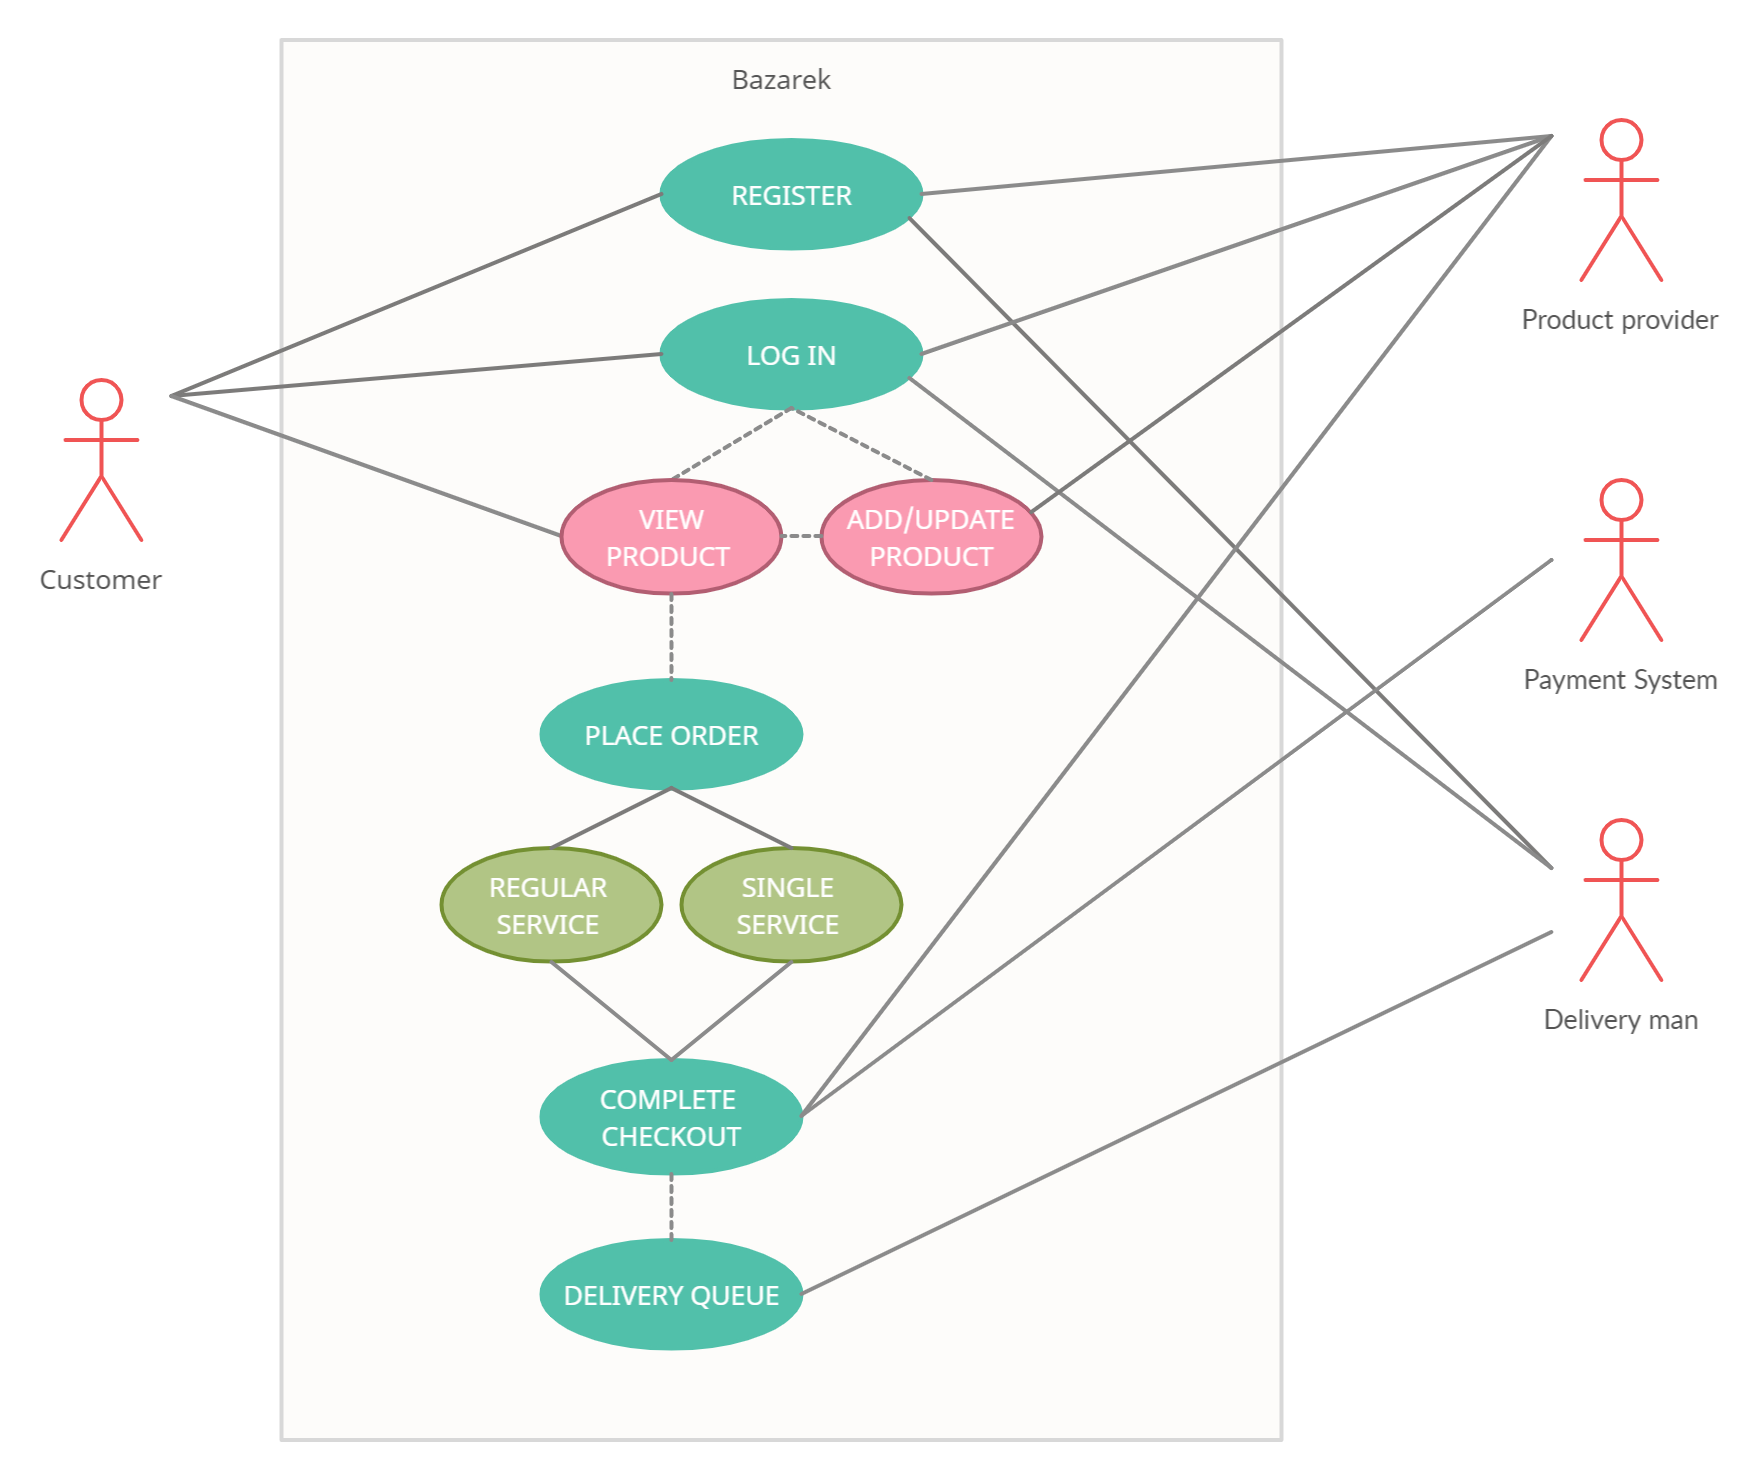 Bazarek
REGISTER
LOG IN
VIEW
PRODUCT
ADD/UPDATE
PRODUCT
PLACE ORDER
REGULAR
SERVICE
SINGLE
SERVICE
COMPLETE
CHECKOUT
DELIVERY QUEUE
Customer
Product provider
Payment System
Delivery man